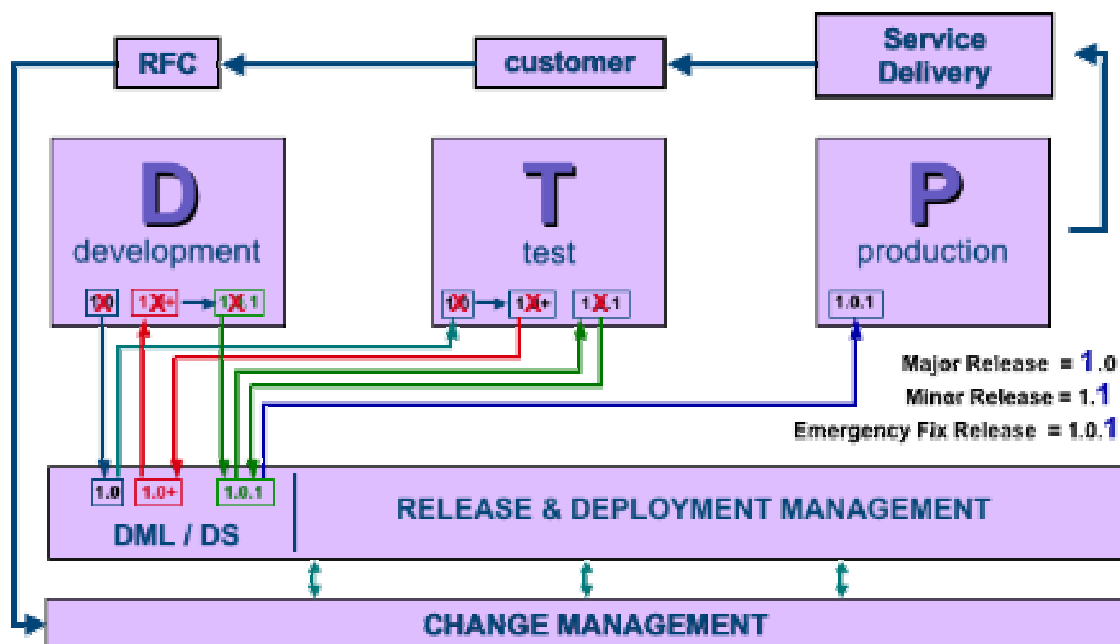 RFC
customer
Service
Delivery
D
development
T
test
P
production
1.0.1
Major Release = 1.0
Minor Release = 1.1
Emergency Fix Release = 1.0.1
1.0
1.0+
1.0.1
DML / DS
RELEASE & DEPLOYMENT MANAGEMENT
CHANGE MANAGEMENT